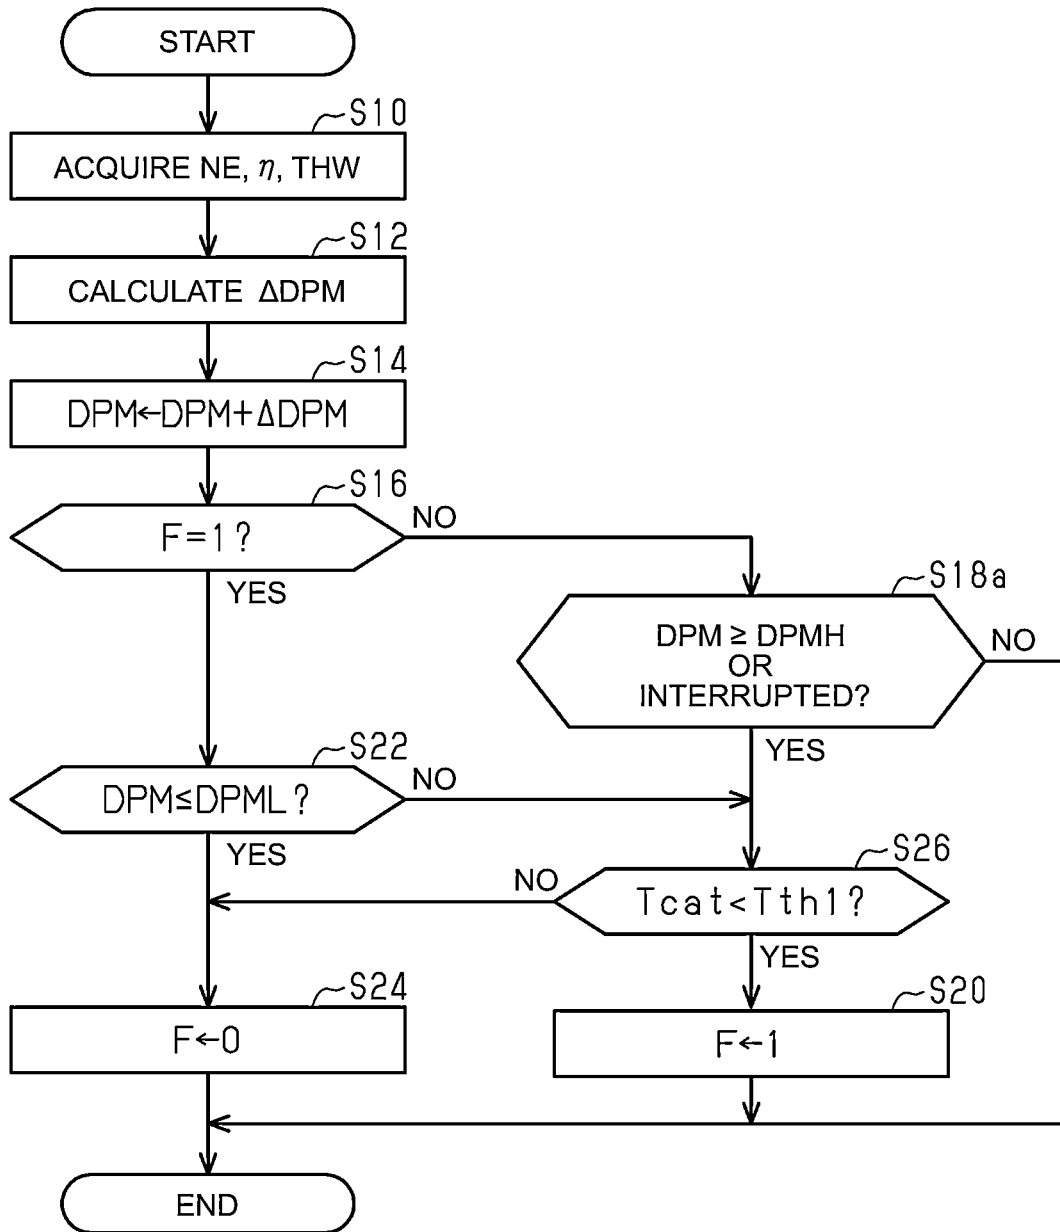 START
S10
ACQUIRE NE, η, THW
S12
CALCULATE ΔDPM
S14
DPM←DPM+ΔDPM
S16
F=1?
NO
YES
S18a
DPM ≥ DPMH
OR
INTERRUPTED?
NO
YES
S22
DPM≦DPML?
NO
YES
S26
Tcat<Tth1?
NO
YES
S24
F←0
S20
F←1
END